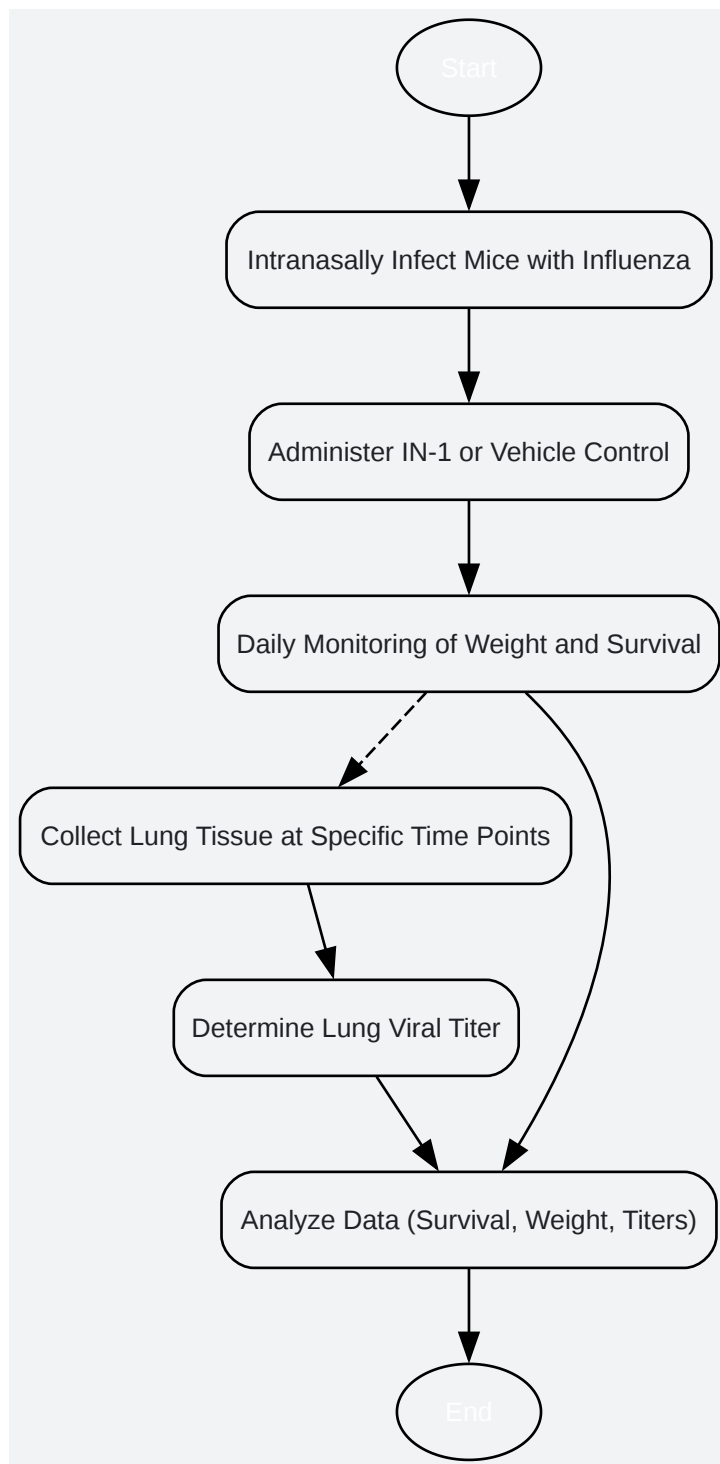 Start
Intranasally Infect Mice with Influenza
Administer IN-1 or Vehicle Control
Daily Monitoring of Weight and Survival
Collect Lung Tissue at Specific Time Points
Determine Lung Viral Titer
Analyze Data (Survival, Weight, Titers)
End